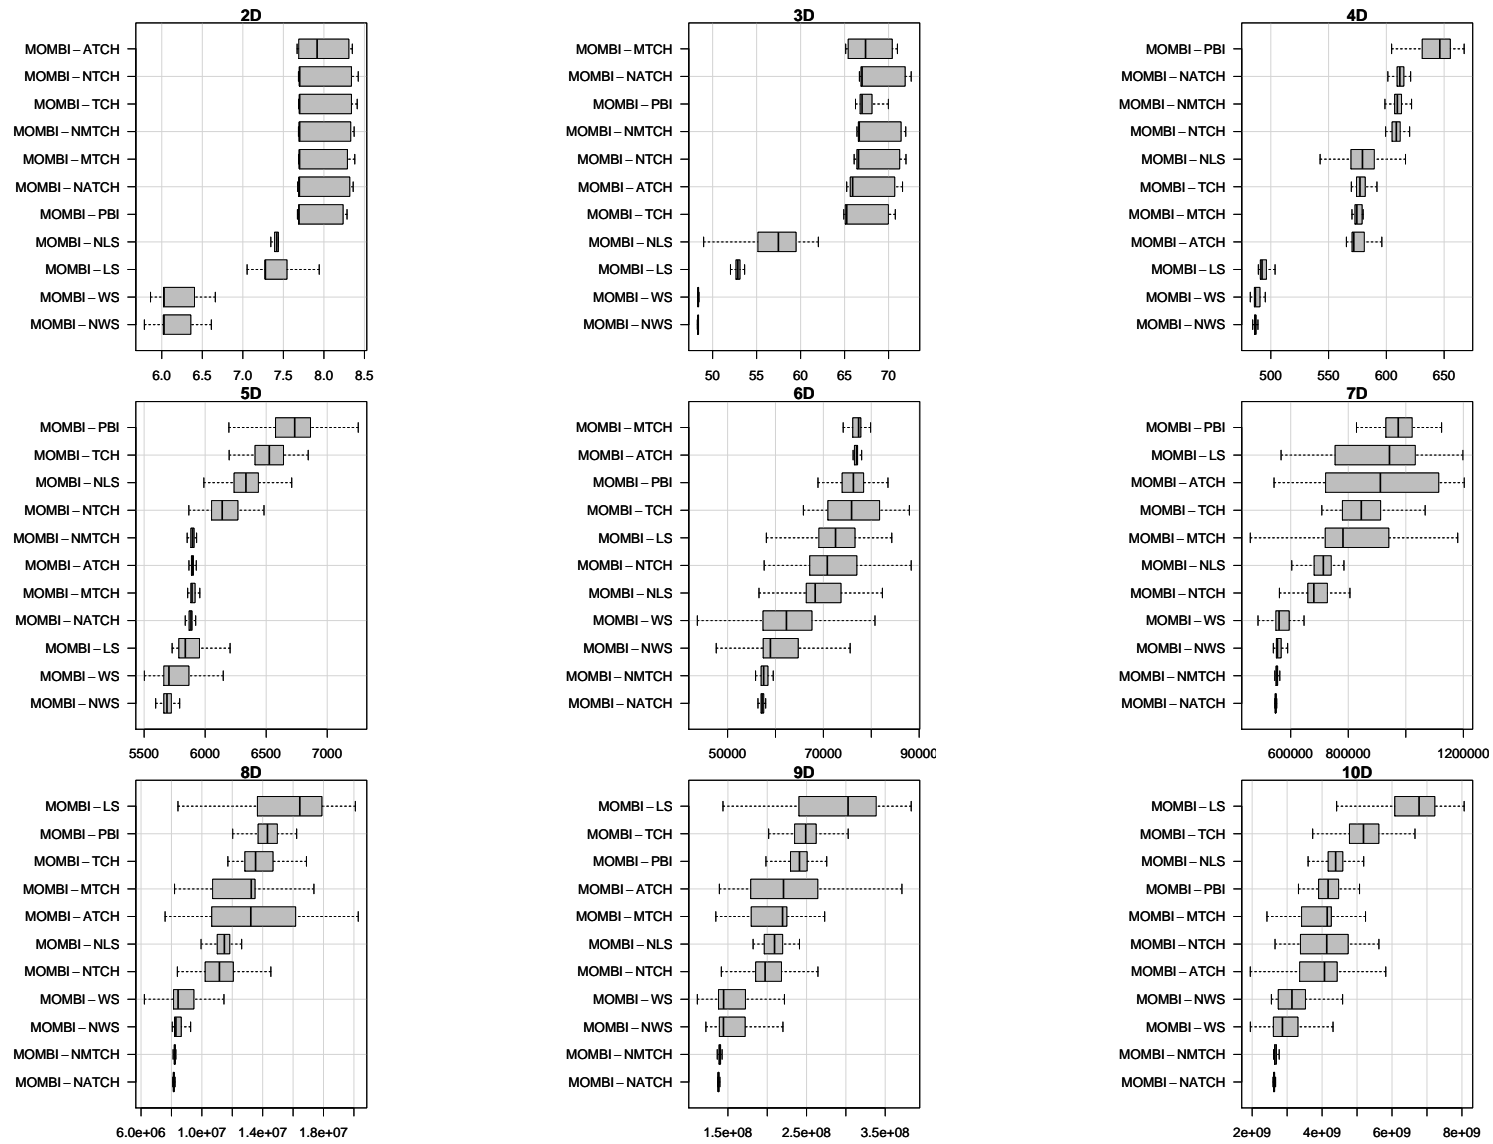 2D
MOMBI−ATCH
MOMBI−NTCH
MOMBI−TCH
MOMBI−NMTCH
MOMBI−MTCH
MOMBI−NATCH
MOMBI−PBI
MOMBI−NLS
MOMBI−LS
MOMBI−WS
MOMBI−NWS
6.0 6.5 7.0 7.5 8.0 8.5
3D
MOMBI−MTCH
MOMBI−NATCH
MOMBI−PBI
MOMBI−NMTCH
MOMBI−NTCH
MOMBI−ATCH
MOMBI−TCH
MOMBI−NLS
MOMBI−LS
MOMBI−WS
MOMBI−NWS
50 55 60 65 70
4D
MOMBI−PBI
MOMBI−NATCH
MOMBI−NMTCH
MOMBI−NTCH
MOMBI−NLS
MOMBI−TCH
MOMBI−MTCH
MOMBI−ATCH
MOMBI−LS
MOMBI−WS
MOMBI−NWS
500 550 600 650
5D
MOMBI−PBI
MOMBI−TCH
MOMBI−NLS
MOMBI−NTCH
MOMBI−NMTCH
MOMBI−ATCH
MOMBI−MTCH
MOMBI−NATCH
MOMBI−LS
MOMBI−WS
MOMBI−NWS
5500 6000 6500 7000
6D
MOMBI−MTCH
MOMBI−ATCH
MOMBI−PBI
MOMBI−TCH
MOMBI−LS
MOMBI−NTCH
MOMBI−NLS
MOMBI−WS
MOMBI−NWS
MOMBI−NMTCH
MOMBI−NATCH
50000 70000 90000
7D
MOMBI−PBI
MOMBI−LS
MOMBI−ATCH
MOMBI−TCH
MOMBI−MTCH
MOMBI−NLS
MOMBI−NTCH
MOMBI−WS
MOMBI−NWS
MOMBI−NMTCH
MOMBI−NATCH
600000 800000 1200000
8D
MOMBI−LS
MOMBI−PBI
MOMBI−TCH
MOMBI−MTCH
MOMBI−ATCH
MOMBI−NLS
MOMBI−NTCH
MOMBI−WS
MOMBI−NWS
MOMBI−NMTCH
MOMBI−NATCH
6.0e+06 1.0e+07 1.4e+07 1.8e+07
9D
MOMBI−LS
MOMBI−TCH
MOMBI−PBI
MOMBI−ATCH
MOMBI−MTCH
MOMBI−NLS
MOMBI−NTCH
MOMBI−WS
MOMBI−NWS
MOMBI−NMTCH
MOMBI−NATCH
1.5e+08 2.5e+08 3.5e+08
10D
MOMBI−LS
MOMBI−TCH
MOMBI−NLS
MOMBI−PBI
MOMBI−MTCH
MOMBI−NTCH
MOMBI−ATCH
MOMBI−NWS
MOMBI−WS
MOMBI−NMTCH
MOMBI−NATCH
2e+09 4e+09 6e+09 8e+09